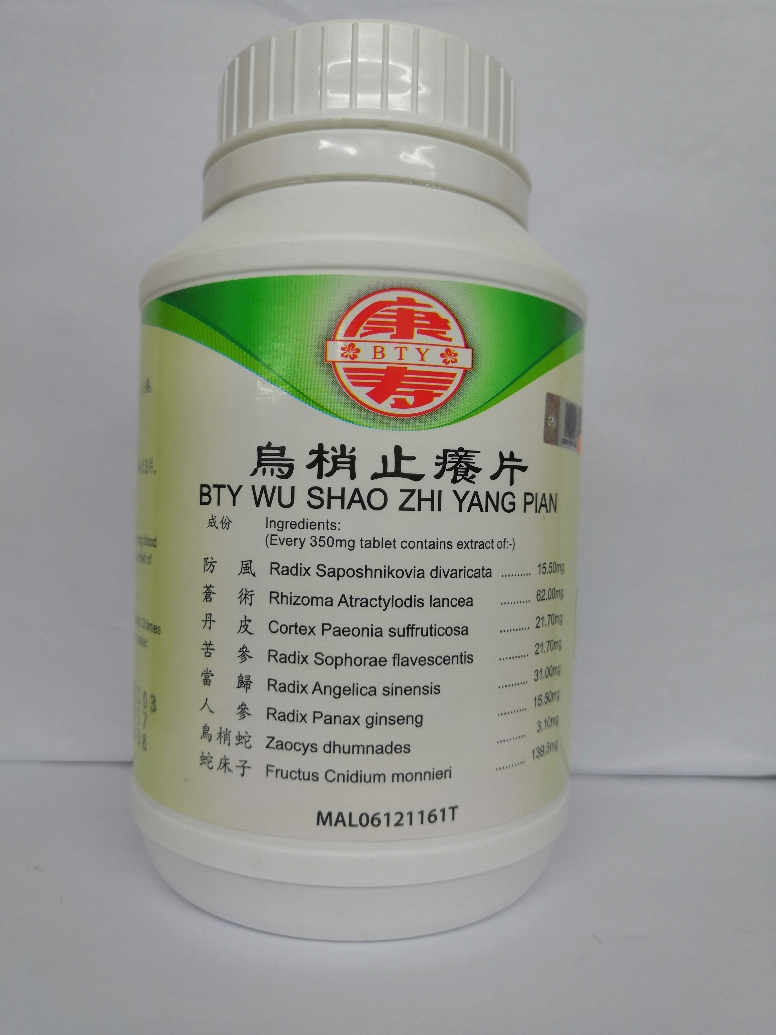 康
BTY
寿
烏梢止癢片
BTY WU SHAO ZHI YANG PIAN
成份 Ingredients:
(Every 350mg tablet contains extract of:-)
防風 Radix Saposhnikovia divaricata .......... 15.50mg
蒼術 Rhizoma Atractylodis lancea .......... 62.00mg
丹皮 Cortex Paeonia suffruticosa .......... 21.70mg
苦參 Radix Sophorae flavescentis .......... 21.70mg
當歸 Radix Angelica sinensis .......... 31.00mg
人參 Radix Panax ginseng .......... 15.50mg
烏梢蛇 Zaocys dhumnades .......... 3.10mg
蛇床子 Fructus Cnidium monnieri .......... 139.5mg
MAL06121161T